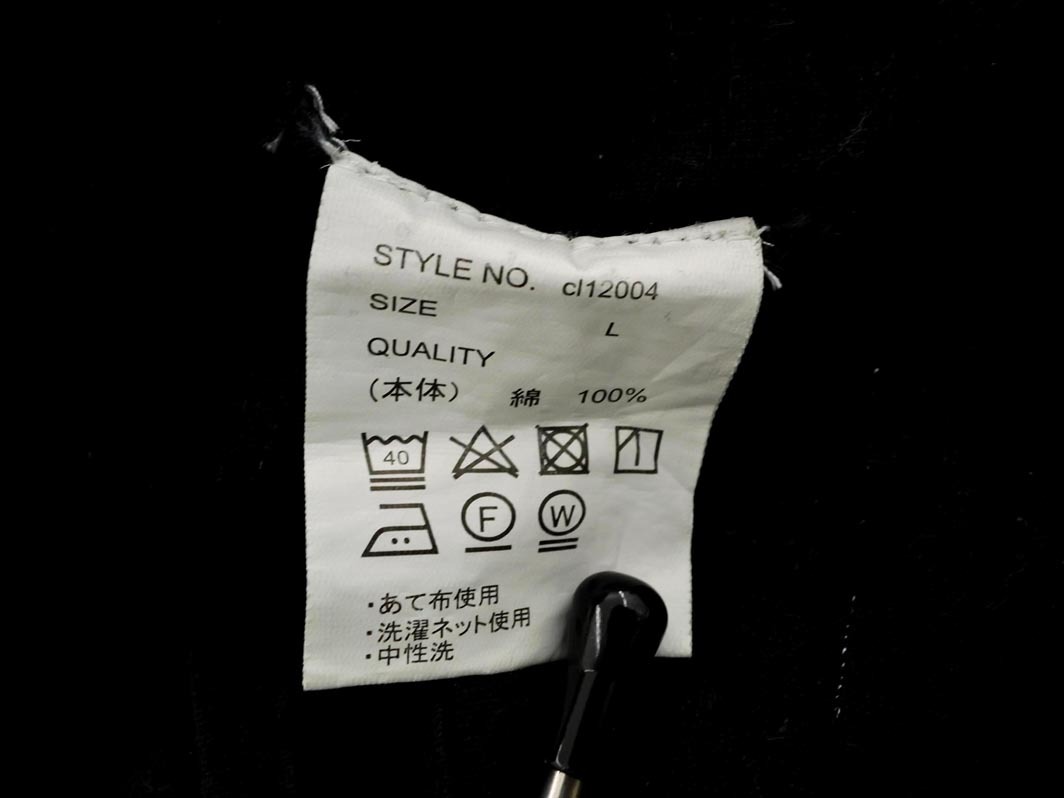 STYLE NO. cl12004
SIZE L
QUALITY
(本体) 綿 100%
40
F W
・あて布使用
・洗濯ネット使用
・中性洗